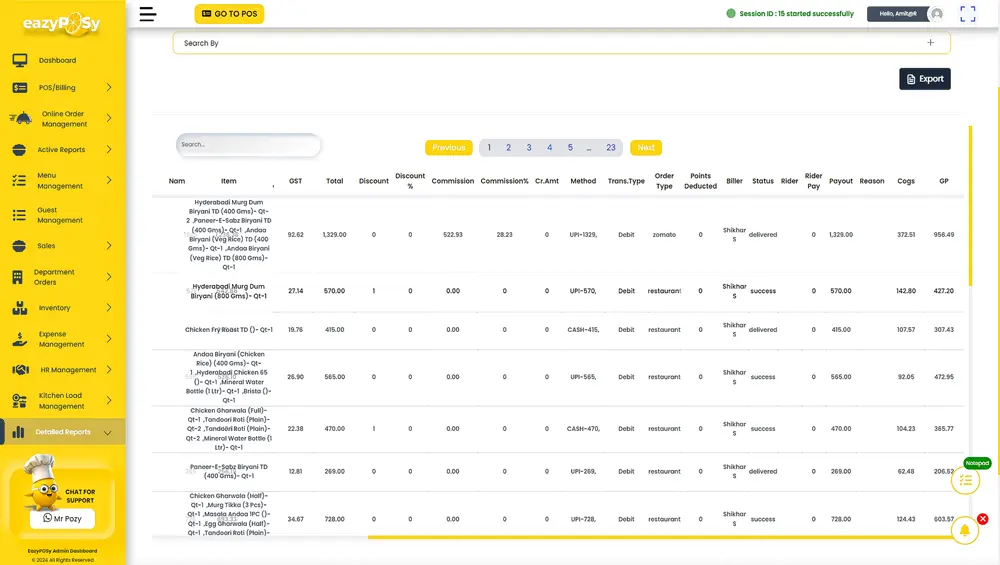 eazyPOSy
GO TO POS
Session ID : 15 started successfully
Hello, Amit@R
Dashboard
POS/Billing
Online Order
Management
Active Reports
Menu
Management
Guest
Management
Sales
Department
Orders
Inventory
Expense
Management
HR Management
Kitchen Load
Management
Detailed Reports
CHAT FOR
SUPPORT
Mr Pozy
EazyPOSy Admin Dashboard
© 2024 All Rights Reserved
Search By
Export
Search...
Previous 1 2 3 4 5 ... 23 Next
Nam Item GST Total Discount Discount % Commission Commission% Cr.Amt Method Trans.Type Order Type Points Deducted Biller Status Rider Rider Pay Payout Reason Cogs GP
Hyderabadi Murg Dum
Biryani TD (400 Gms)- Qt-
2 ,Paneer-E-Sabz Biryani TD
(400 Gms)- Qt-1 ,Andaa
Biryani (Veg Rice) TD (400
Gms)- Qt-1 ,Andaa Biryani
(Veg Rice) TD (800 Gms)-
Qt-1
92.62 1,329.00 0 0 522.93 28.23 0 UPI-1329, Debit zomato 0 Shikhar S delivered 0 1,329.00 372.51 956.49
Hyderabadi Murg Dum
Biryani (800 Gms)- Qt-1
27.14 570.00 1 0 0.00 0 0 UPI-570, Debit restaurant 0 Shikhar S success 0 570.00 142.80 427.20
Chicken Fry Roast TD ()- Qt-1
19.76 415.00 0 0 0.00 0 0 CASH-415, Debit restaurant 0 Shikhar S delivered 0 415.00 107.57 307.43
Andaa Biryani (Chicken
Rice) (400 Gms)- Qt-
1 ,Hyderabadi Chicken 65
()- Qt-1 ,Mineral Water
Bottle (1 Ltr)- Qt-1 ,Brista ()-
Qt-1
26.90 565.00 0 0 0.00 0 0 UPI-565, Debit restaurant 0 Shikhar S success 0 565.00 92.05 472.95
Chicken Gharwala (Full)-
Qt-1 ,Tandoori Roti (Plain)-
Qt-2 ,Tandoori Roti (Plain)-
Qt-2 ,Mineral Water Bottle (1
Ltr)- Qt-1
22.38 470.00 1 0 0.00 0 0 CASH-470, Debit restaurant 0 Shikhar S success 0 470.00 104.23 365.77
Paneer-E-Sabz Biryani TD
(400 Gms)- Qt-1
12.81 269.00 0 0 0.00 0 0 UPI-269, Debit restaurant 0 Shikhar S delivered 0 269.00 62.48 206.52
Chicken Gharwala (Half)-
Qt-1 ,Murg Tikka (3 Pcs)-
Qt-1 ,Masala Andaa 1PC ()-
Qt-1 ,Egg Gharwala (Half)-
Qt-1 ,Tandoori Roti (Plain)-
34.67 728.00 0 0 0.00 0 0 UPI-728, Debit restaurant 0 Shikhar S success 0 728.00 124.43 603.57
Notepad